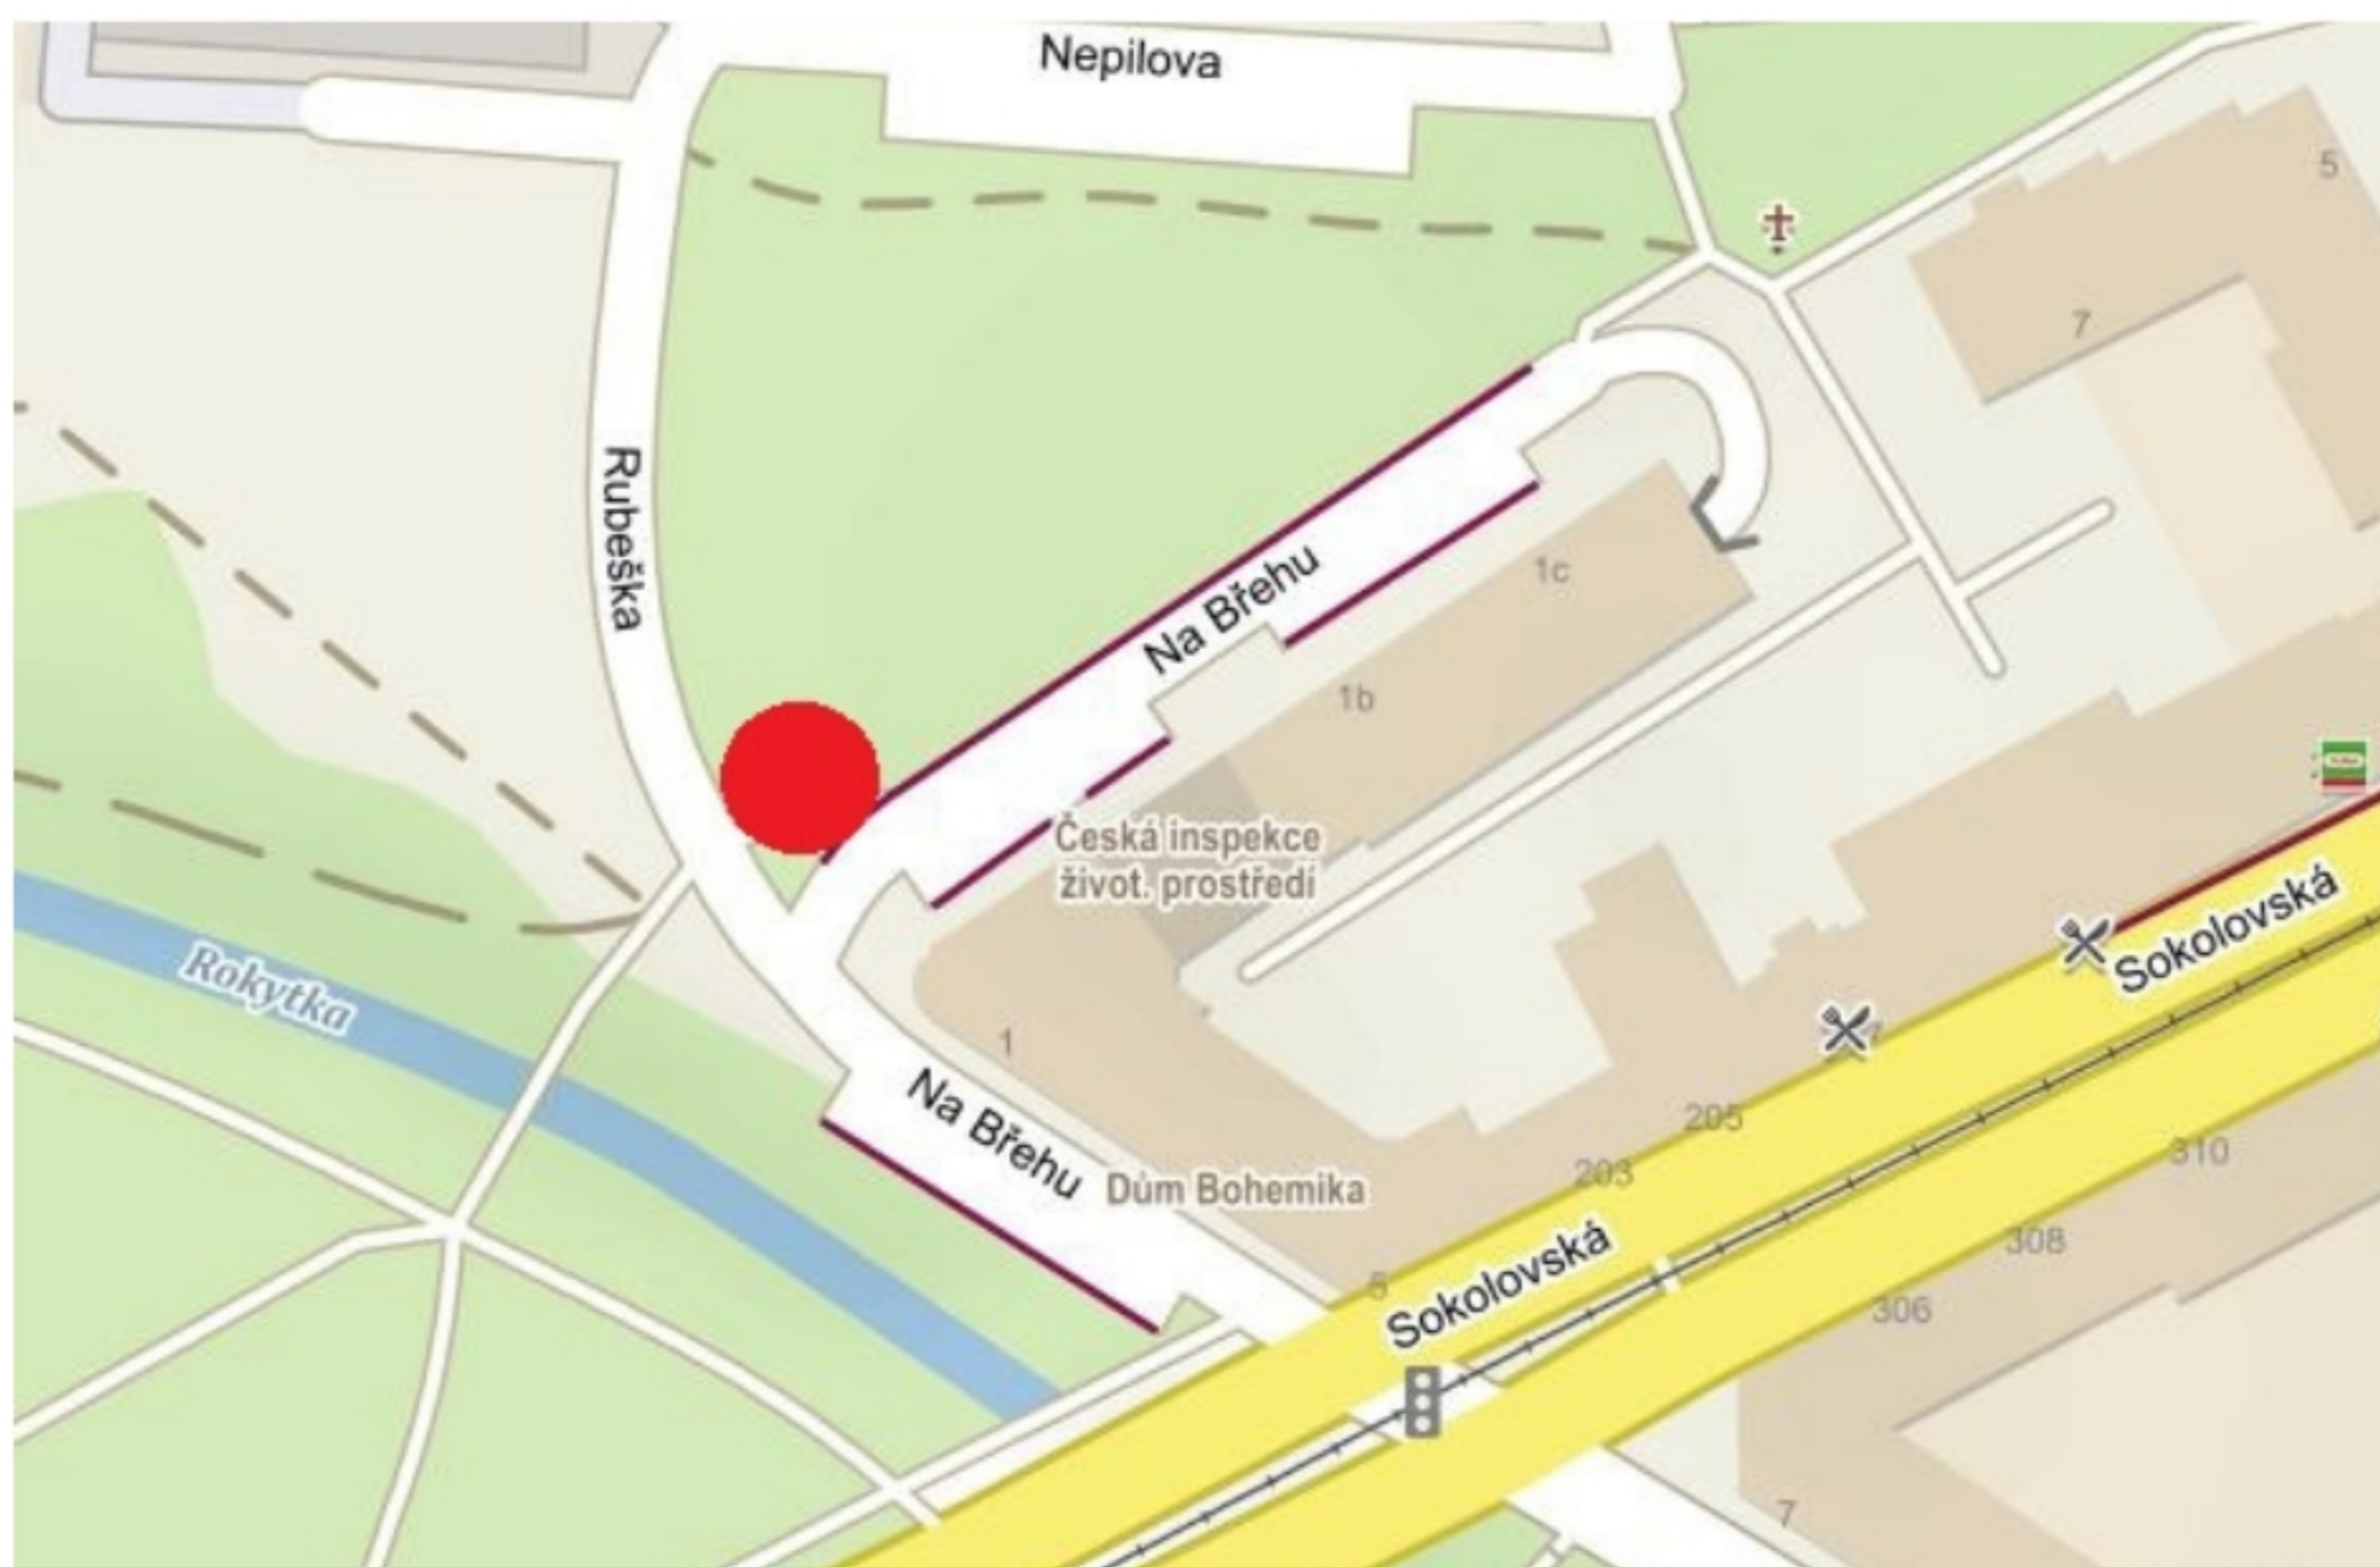 Nepilova
5
7
Rubeška
Na Břehu
1c
1b
Česká inspekce
život. prostředí
Sokolovská
Rokytka
1
Na Břehu
205
Dům Bohemika
203
310
Sokolovská
5
308
306
7